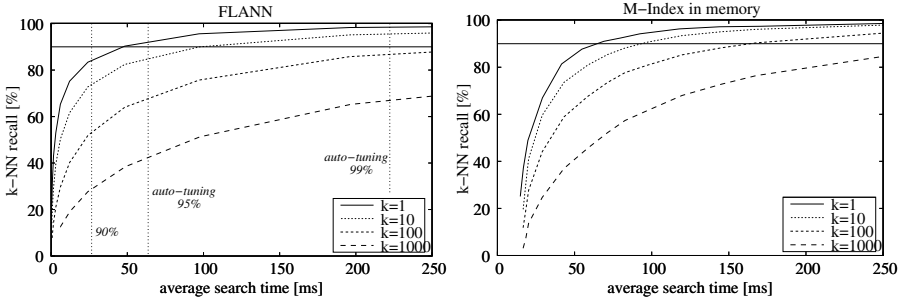 FLANN
k-NN recall [%]
100
80
60
40
20
0
90%
auto-tuning
95%
auto-tuning
99%
k=1
k=10
k=100
k=1000
0
50
100
150
200
250
average search time [ms]
M-Index in memory
k-NN recall [%]
100
80
60
40
20
0
k=1
k=10
k=100
k=1000
0
50
100
150
200
250
average search time [ms]